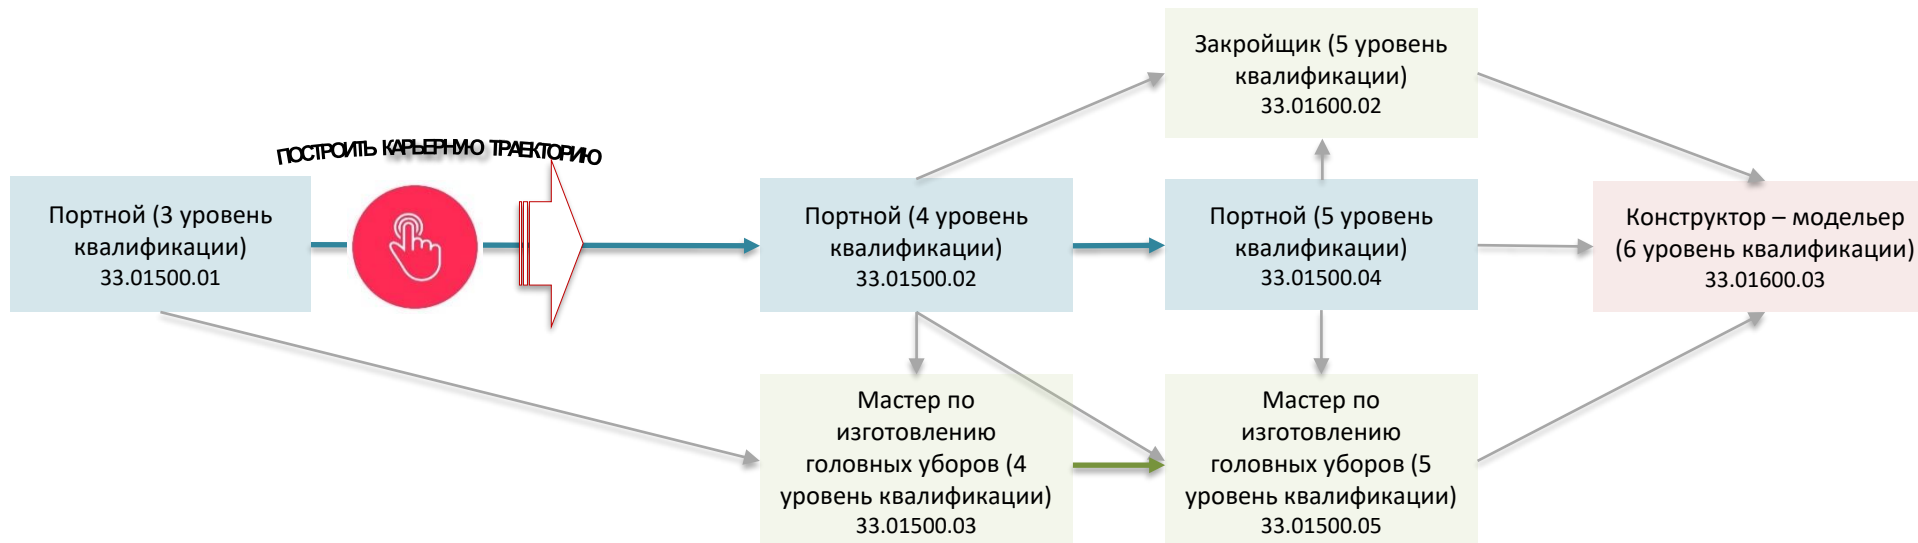 ПОСТРОИТЬ КАРЬЕРНУЮ ТРАЕКТОРИЮ
Портной (3 уровень
квалификации)
33.01500.01
Портной (4 уровень
квалификации)
33.01500.02
Закройщик (5 уровень
квалификации)
33.01600.02
Портной (5 уровень
квалификации)
33.01500.04
Конструктор – модельер
(6 уровень квалификации)
33.01600.03
Мастер по
изготовлению
головных уборов (4
уровень квалификации)
33.01500.03
Мастер по
изготовлению
головных уборов (5
уровень квалификации)
33.01500.05